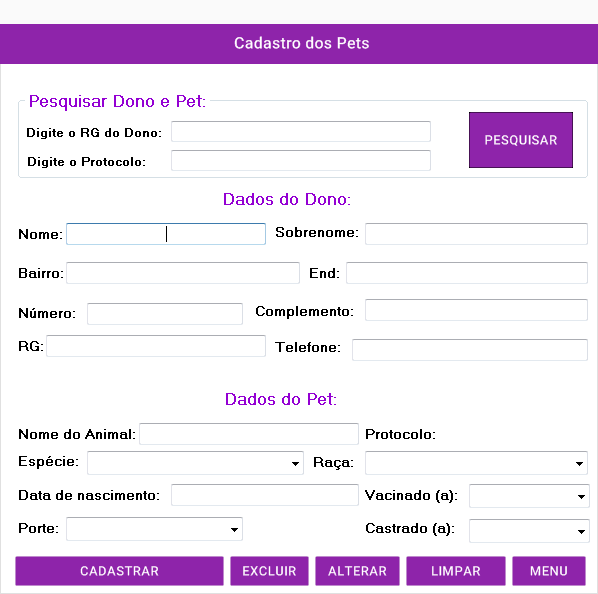 Cadastro dos Pets
Pesquisar Dono e Pet:
Digite o RG do Dono:
Digite o Protocolo:
PESQUISAR
Dados do Dono:
Nome: Sobrenome:
Bairro: End:
Número: Complemento:
RG: Telefone:
Dados do Pet:
Nome do Animal: Protocolo:
Espécie: Raça:
Data de nascimento: Vacinado (a):
Porte: Castrado (a):
CADASTRAR EXCLUIR ALTERAR LIMPAR MENU